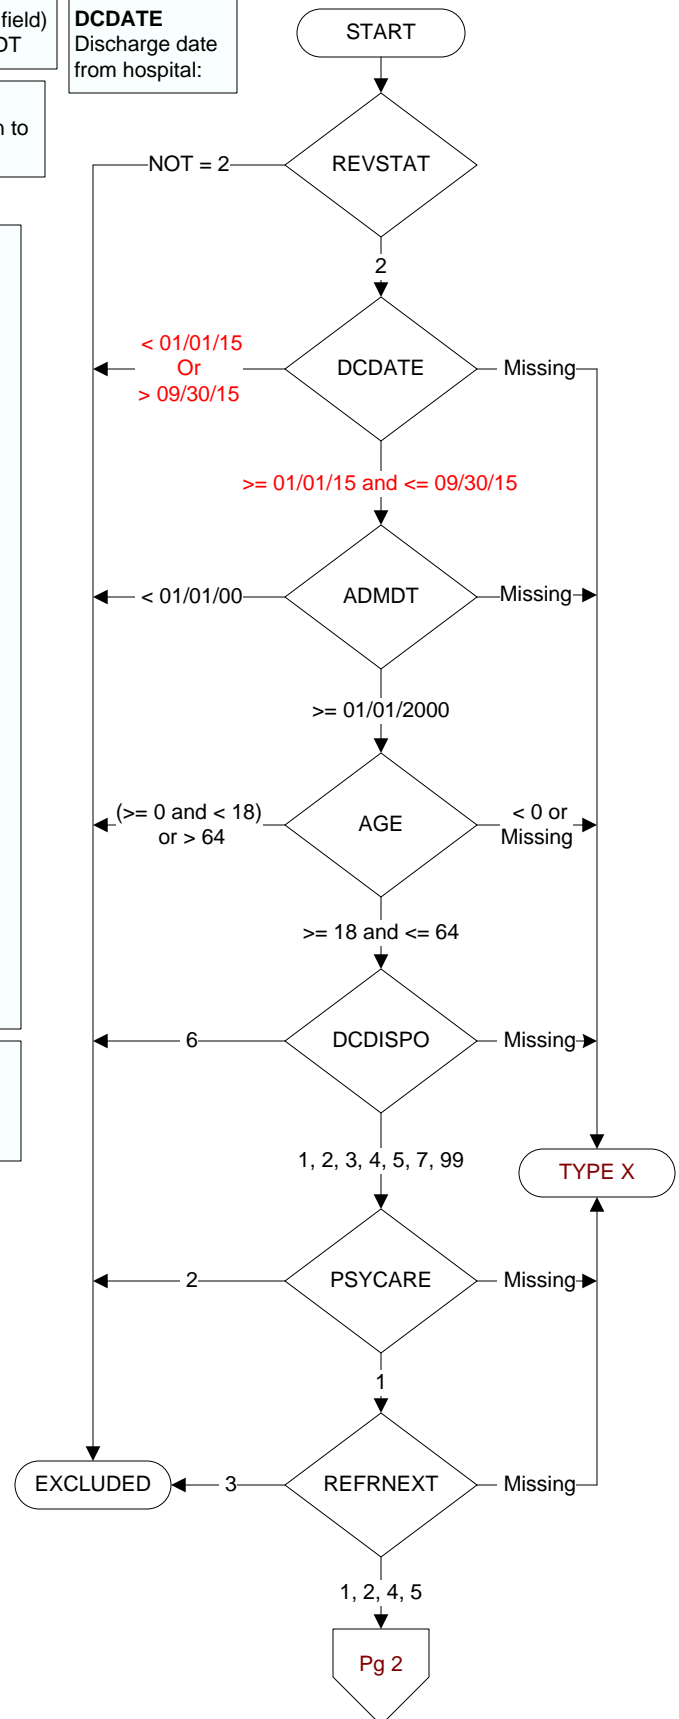 field)
DT
DCDATE
Discharge date
from hospital:
n to
START
REVSTAT
NOT = 2
2
DCDATE
< 01/01/15
Or
> 09/30/15
Missing
>= 01/01/15 and <= 09/30/15
ADMDT
< 01/01/00
Missing
>= 01/01/2000
AGE
(>= 0 and < 18)
or > 64
< 0 or
Missing
>= 18 and <= 64
DCDISPO
6
Missing
1, 2, 3, 4, 5, 7, 99
TYPE X
PSYCARE
2
Missing
1
REFRNEXT
EXCLUDED
3
Missing
1, 2, 4, 5
Pg 2